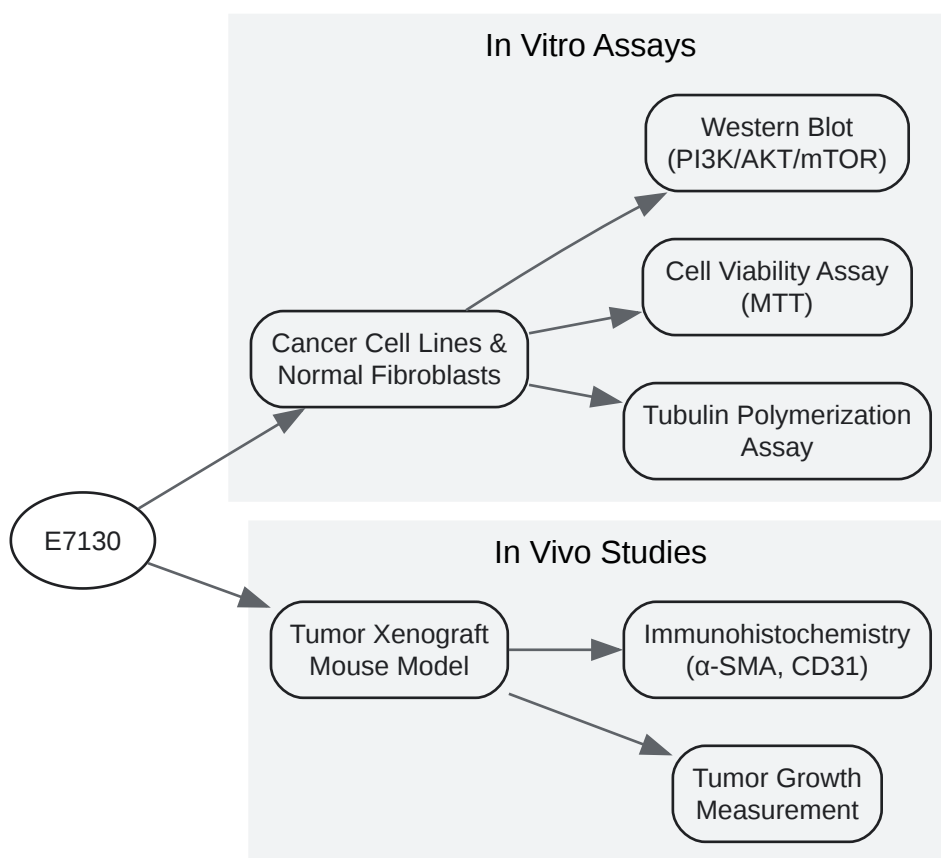 In Vitro Assays
Western Blot
(PI3K/AKT/mTOR)
Cell Viability Assay
(MTT)
Cancer Cell Lines &
Normal Fibroblasts
Tubulin Polymerization
Assay
E7130
In Vivo Studies
Tumor Xenograft
Mouse Model
Immunohistochemistry
(α-SMA, CD31)
Tumor Growth
Measurement